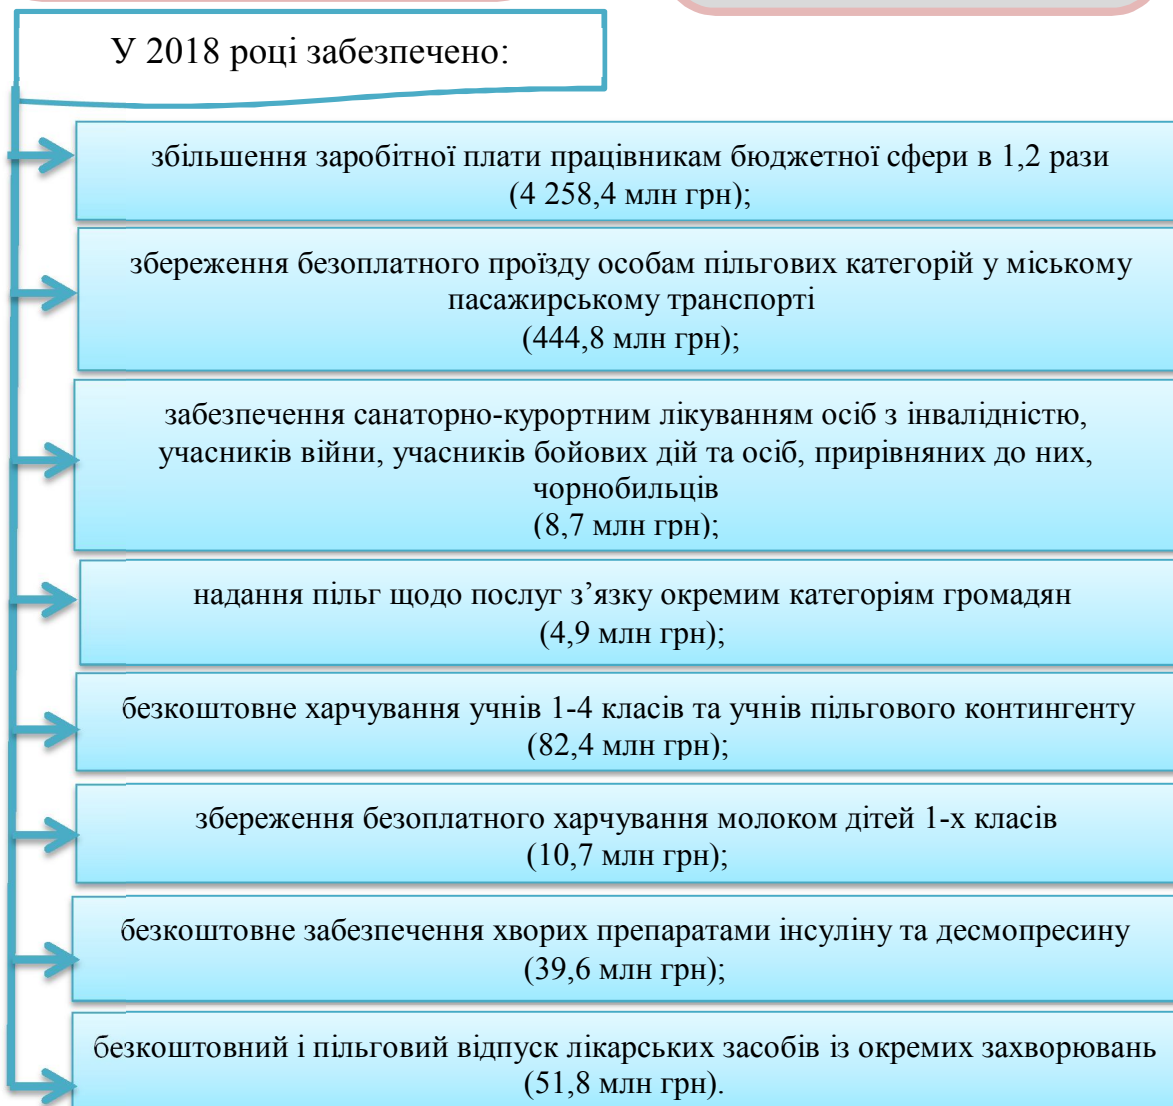 У 2018 році забезпечено:
збільшення заробітної плати працівникам бюджетної сфери в 1,2 рази
(4 258,4 млн грн);
збереження безоплатного проїзду особам пільгових категорій у міському
пасажирському транспорті
(444,8 млн грн);
забезпечення санаторно-курортним лікуванням осіб з інвалідністю,
учасників війни, учасників бойових дій та осіб, прирівняних до них,
чорнобильців
(8,7 млн грн);
надання пільг щодо послуг з’язку окремим категоріям громадян
(4,9 млн грн);
безкоштовне харчування учнів 1-4 класів та учнів пільгового контингенту
(82,4 млн грн);
збереження безоплатного харчування молоком дітей 1-х класів
(10,7 млн грн);
безкоштовне забезпечення хворих препаратами інсуліну та десмопресину
(39,6 млн грн);
безкоштовний і пільговий відпуск лікарських засобів із окремих захворювань
(51,8 млн грн).